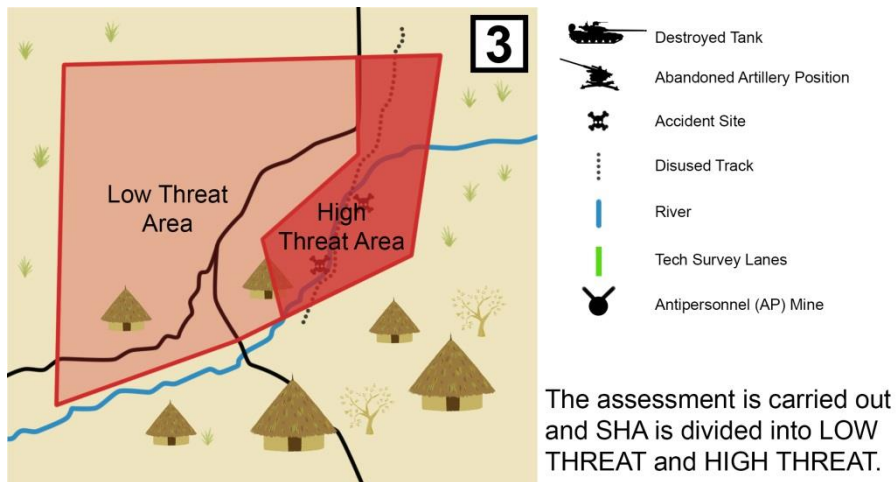 3
Low Threat
Area
High
Threat Area
Destroyed Tank
Abandoned Artillery Position
Accident Site
Disused Track
River
Tech Survey Lanes
Antipersonnel (AP) Mine
The assessment is carried out
and SHA is divided into LOW
THREAT and HIGH THREAT.